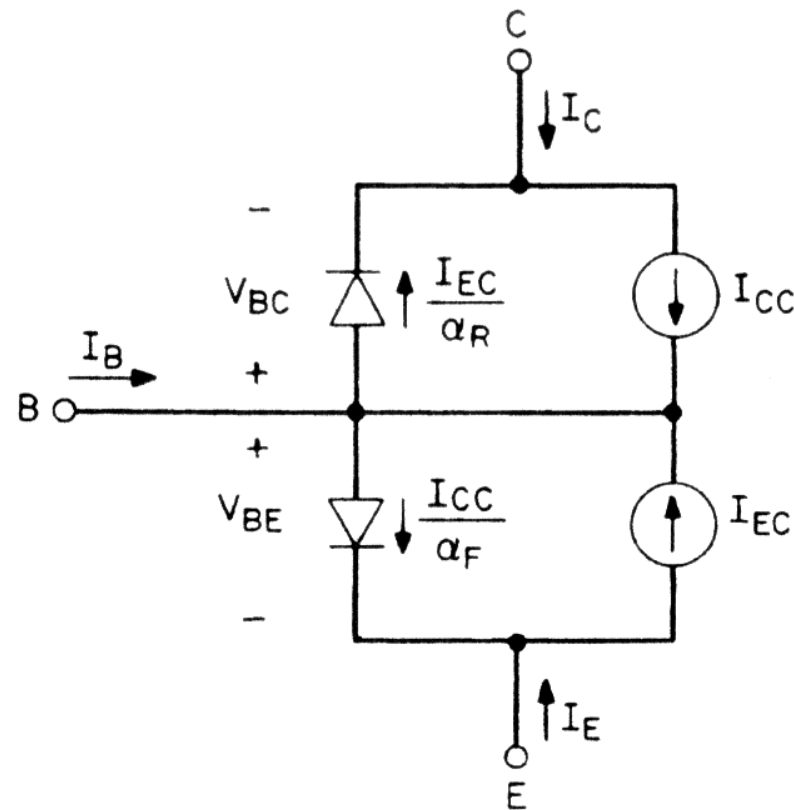 C
I_C
−
V_BC
I_EC
α_R
I_CC
I_B
+
B
+
V_BE
I_CC
α_F
I_EC
−
I_E
E